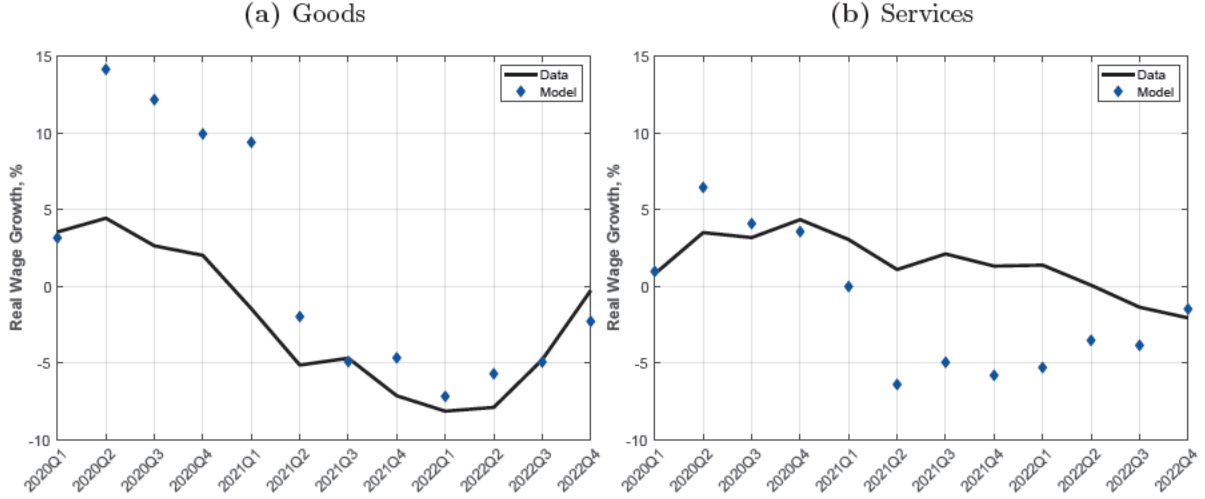 (a) Goods
(b) Services
15
10
5
0
-5
-10
Real Wage Growth, %
Data
Model
2020Q1
2020Q2
2020Q3
2020Q4
2021Q1
2021Q2
2021Q3
2021Q4
2022Q1
2022Q2
2022Q3
2022Q4
15
10
5
0
-5
-10
Real Wage Growth, %
Data
Model
2020Q1
2020Q2
2020Q3
2020Q4
2021Q1
2021Q2
2021Q3
2021Q4
2022Q1
2022Q2
2022Q3
2022Q4